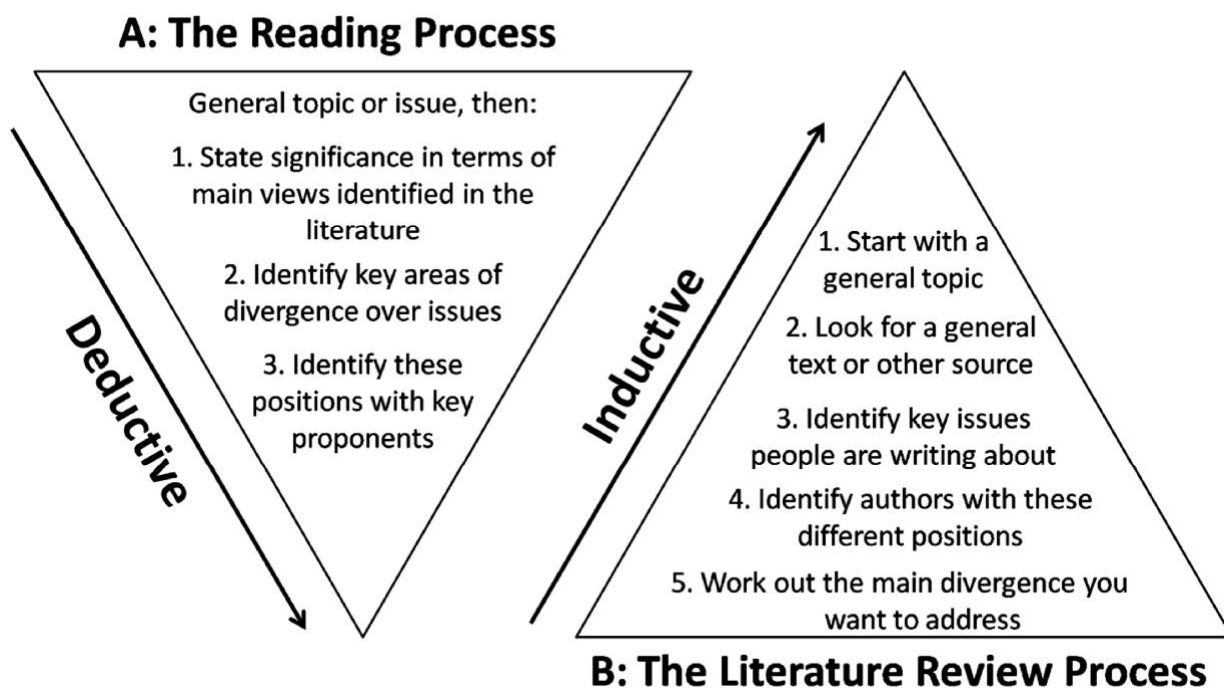 A: The Reading Process
General topic or issue, then:
1. State significance in terms of
main views identified in the
literature
2. Identify key areas of
divergence over issues
3. Identify these
positions with key
proponents
Deductive
Inductive
1. Start with a
general topic
2. Look for a general
text or other source
3. Identify key issues
people are writing about
4. Identify authors with these
different positions
5. Work out the main divergence you
want to address
B: The Literature Review Process